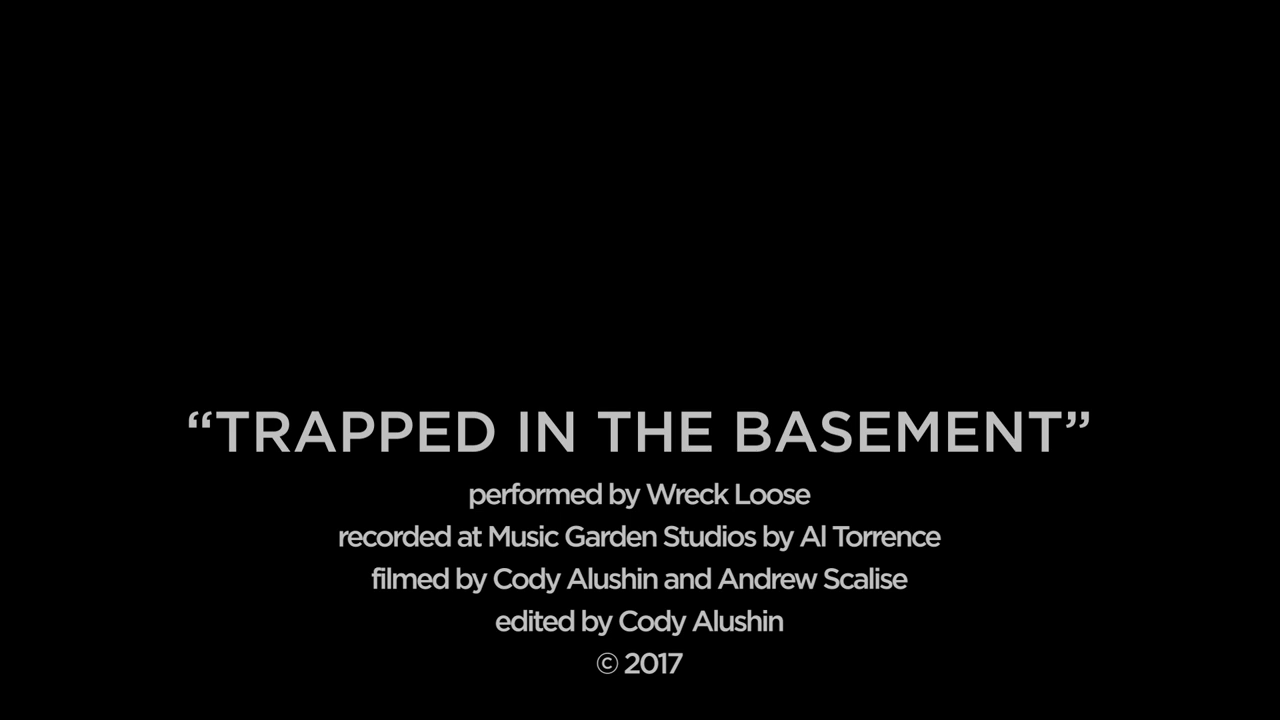 “TRAPPED IN THE BASEMENT”
performed by Wreck Loose
recorded at Music Garden Studios by Al Torrence
filmed by Cody Alushin and Andrew Scalise
edited by Cody Alushin
© 2017